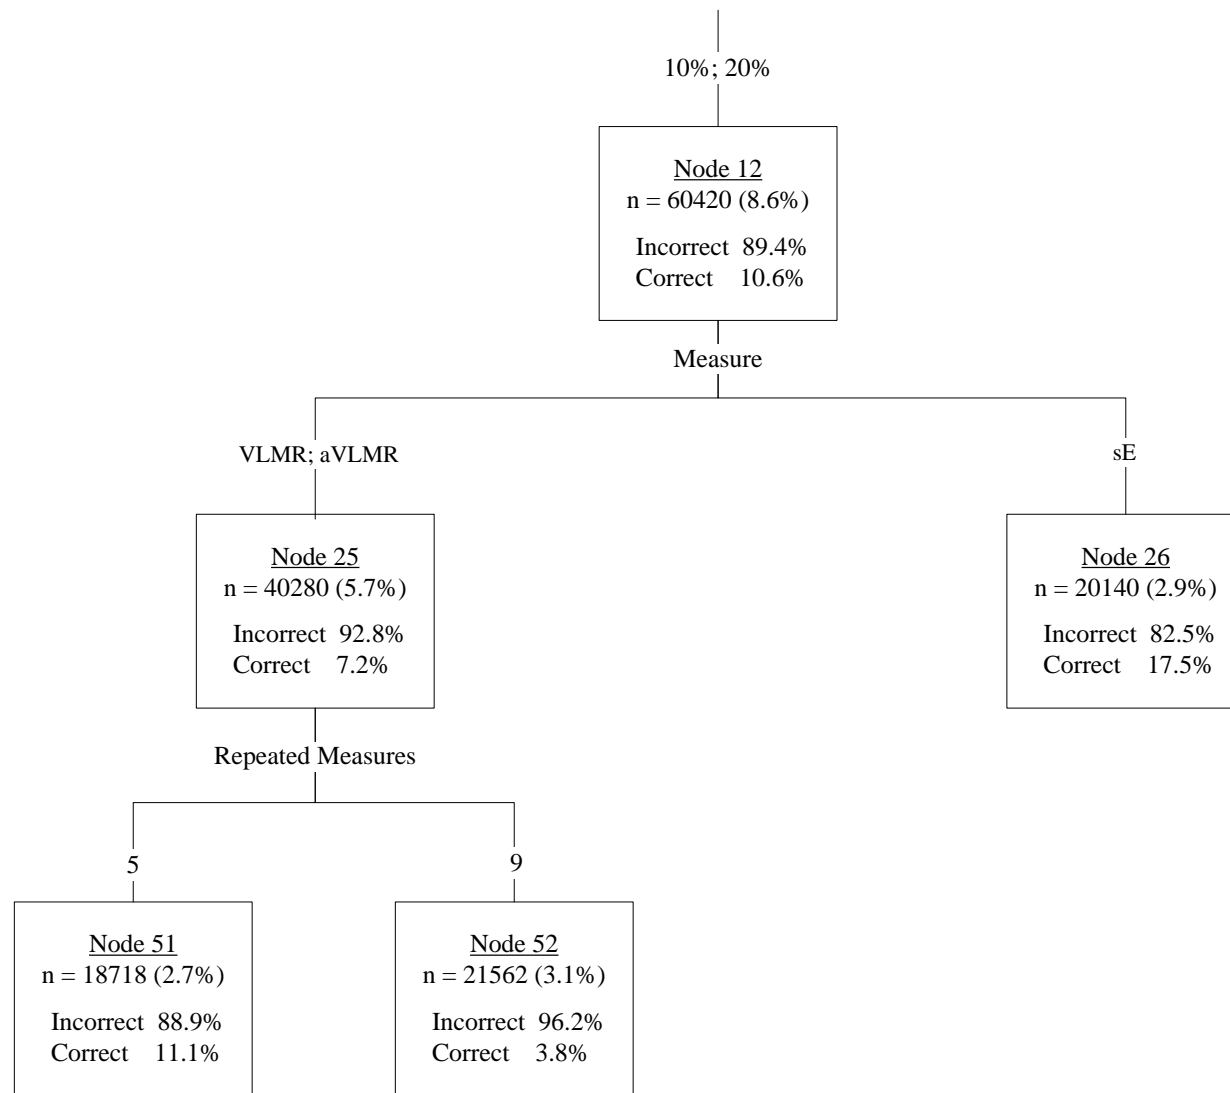 10%; 20%
Node 12
n = 60420 (8.6%)
Incorrect 89.4%
Correct 10.6%
Measure
VLMR; aVLMR
sE
Node 25
n = 40280 (5.7%)
Incorrect 92.8%
Correct 7.2%
Node 26
n = 20140 (2.9%)
Incorrect 82.5%
Correct 17.5%
Repeated Measures
5
9
Node 51
n = 18718 (2.7%)
Incorrect 88.9%
Correct 11.1%
Node 52
n = 21562 (3.1%)
Incorrect 96.2%
Correct 3.8%